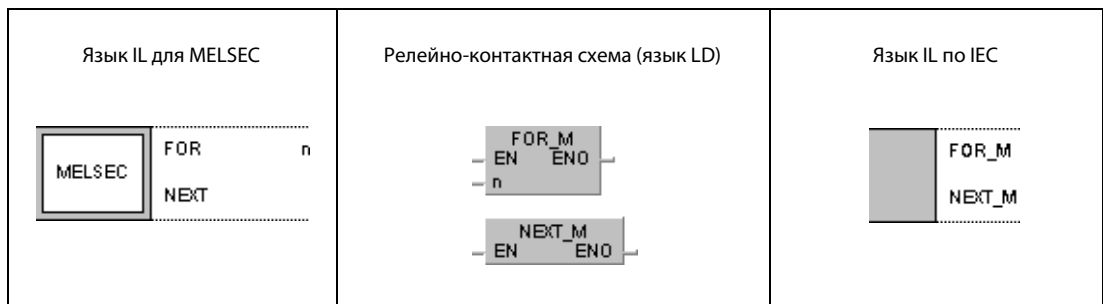 Язык IL для MELSEC
Релейно-контактная схема (язык LD)
Язык IL по IEC
MELSEC
FOR n
NEXT
FOR_M
EN ENO
n
NEXT_M
EN ENO
FOR_M
NEXT_M